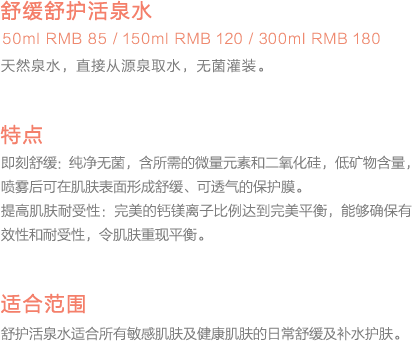 舒缓舒护活泉水
50ml RMB 85 / 150ml RMB 120 / 300ml RMB 180
天然泉水，直接从源泉取水，无菌灌装。
特点
即刻舒缓：纯净无菌，含所需的微量元素和二氧化硅，低矿物含量，
喷雾后可在肌肤表面形成舒缓、可透气的保护膜。
提高肌肤耐受性：完美的钙镁离子比例达到完美平衡，能够确保有
效性和耐受性，令肌肤重现平衡。
适合范围
舒护活泉水适合所有敏感肌肤及健康肌肤的日常舒缓及补水护肤。